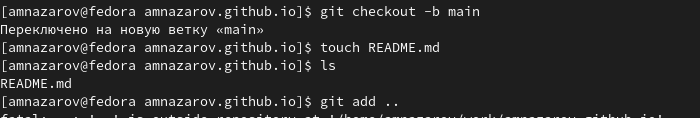 [amnazarov@fedora amnazarov.github.io]$ git checkout -b main
Переключено на новую ветку «main»
[amnazarov@fedora amnazarov.github.io]$ touch README.md
[amnazarov@fedora amnazarov.github.io]$ ls
README.md
[amnazarov@fedora amnazarov.github.io]$ git add ..